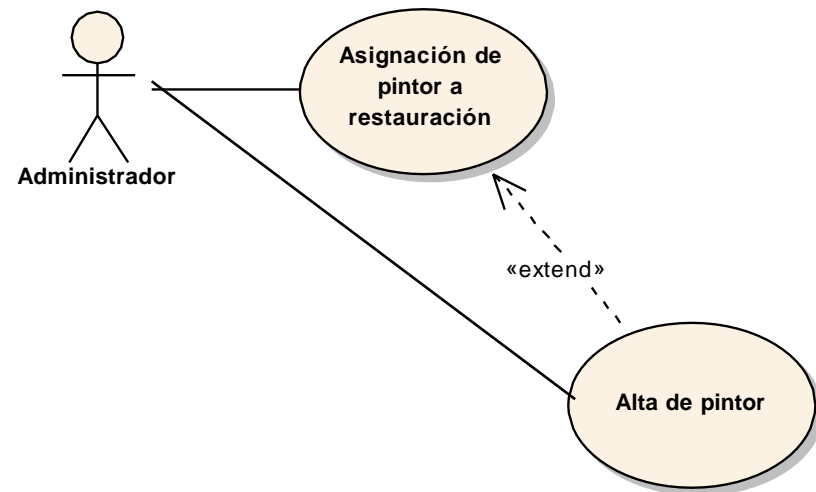 Asignación de
pintor a
restauración
Administrador
«extend»
Alta de pintor